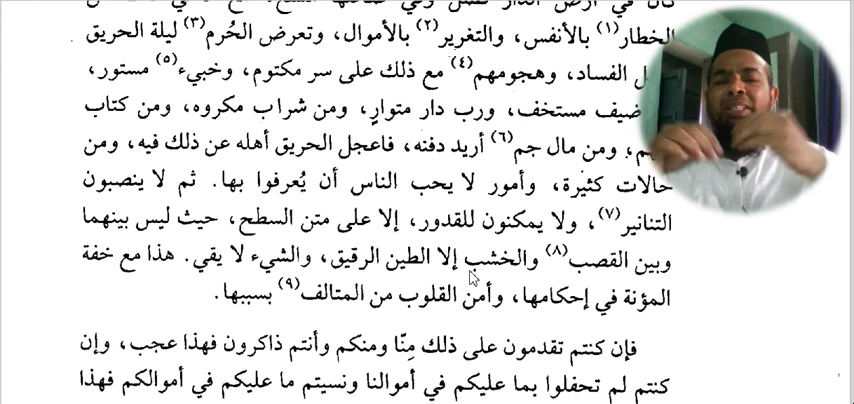 كان في أرض الدار
الخطار(١) بالأنفس، والتغرير(٢) بالأموال، وتعرض الحُرم(٣) ليلة الحريق
ل الفساد، وهجومهم(٤) مع ذلك على سر مكتوم، وخبيء(٥) مستور،
ضيف مستخف، ورب دار متوارٍ، ومن شراب مكروه، ومن كتاب
م، ومن مال جم(٦) أريد دفنه، فاعجل الحريق أهله عن ذلك فيه، ومن
حالات كثيرة، وأمور لا يحب الناس أن يُعرفوا بها. ثم لا ينصبون
التنانير(٧)، ولا يمكنون للقدور، إلا على متن السطح، حيث ليس بينهما
وبين القصب(٨) والخشب إلا الطين الرقيق، والشيء لا يقي. هذا مع خفة
المؤنة في إحكامها، وأمن القلوب من المتالف(٩) بسببها.
فإن كنتم تقدمون على ذلك مِنّا ومنكم وأنتم ذاكرون فهذا عجب، وإن
كنتم لم تحفلوا بما عليكم في أموالنا ونسيتم ما عليكم في أموالكم فهذا